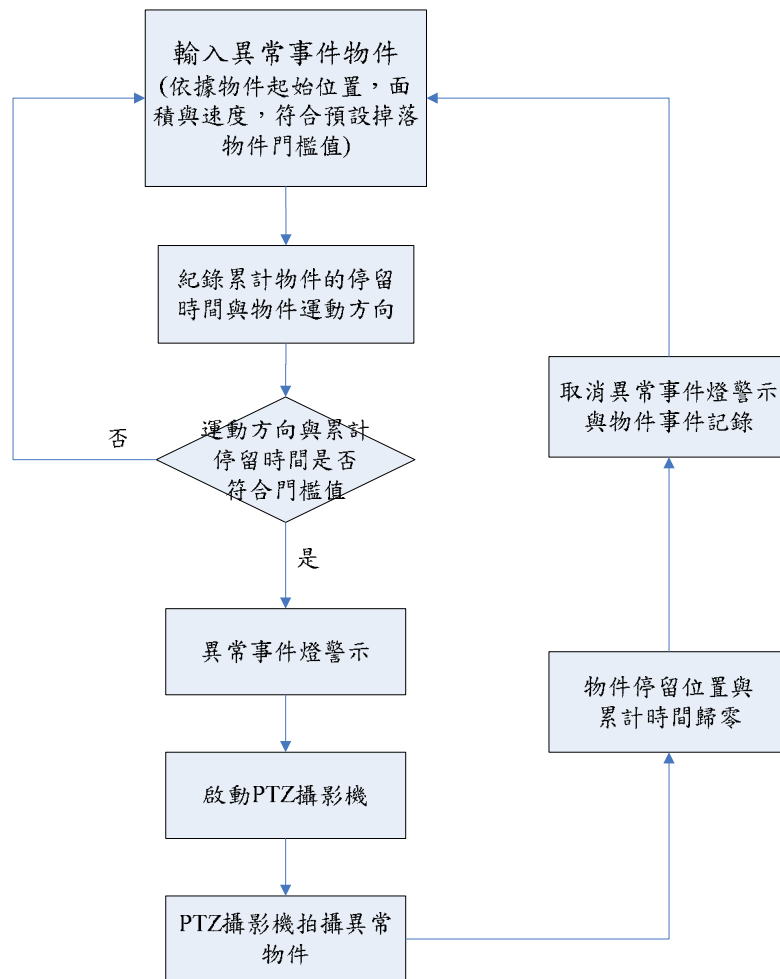 輸入異常事件物件
(依據物件起始位置，面
積與速度，符合預設掉落
物件門檻值)
紀錄累計物件的停留
時間與物件運動方向
否
運動方向與累計
停留時間是否
符合門檻值
是
異常事件燈警示
啟動PTZ攝影機
PTZ攝影機拍攝異常
物件
物件停留位置與
累計時間歸零
取消異常事件燈警示
與物件事件記錄